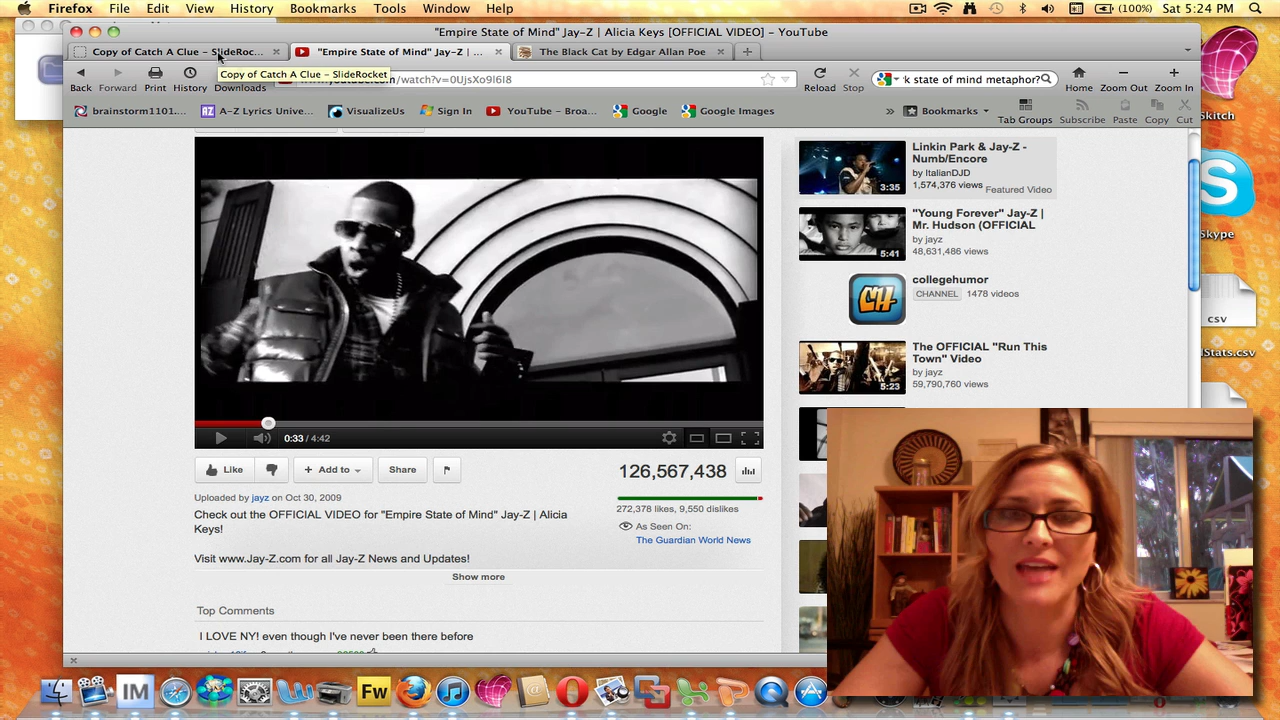 Firefox File Edit View History Bookmarks Tools Window Help
(100%) Sat 5:24 PM
"Empire State of Mind" Jay-Z | Alicia Keys [OFFICIAL VIDEO] – YouTube
Copy of Catch A Clue – SlideRoc...
"Empire State of Mind" Jay-Z | ...
The Black Cat by Edgar Allan Poe
Copy of Catch A Clue – SlideRocket
/watch?v=0UjsXo9l6I8
k state of mind metaphor?
Back Forward Print History Downloads
Reload Stop
Home Zoom Out Zoom In
brainstorm1101... A–Z Lyrics Unive... VisualizeUs Sign In YouTube – Broa... Google Google Images
» Bookmarks
Tab Groups Subscribe Paste Copy Cut
Skitch
Skype
csv
Stats.csv
0:33 / 4:42
Like
Add to
Share
126,567,438
Uploaded by jayz on Oct 30, 2009
272,378 likes, 9,550 dislikes
Check out the OFFICIAL VIDEO for "Empire State of Mind" Jay-Z | Alicia
Keys!
As Seen On:
The Guardian World News
Visit www.Jay-Z.com for all Jay-Z News and Updates!
Show more
Top Comments
I LOVE NY! even though I've never been there before
Linkin Park & Jay-Z -
Numb/Encore
by ItalianDJD
1,574,376 views
Featured Video
3:35
"Young Forever" Jay-Z |
Mr. Hudson (OFFICIAL
by jayz
48,631,486 views
5:41
collegehumor
CHANNEL 1478 videos
CH
The OFFICIAL "Run This
Town" Video
by jayz
59,790,760 views
5:23
IM
Fw